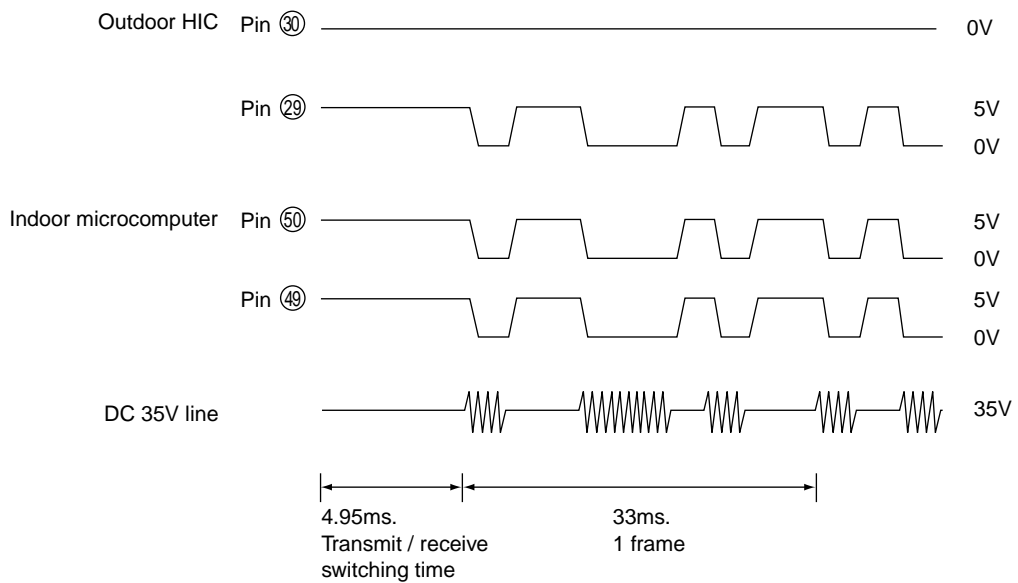 Outdoor HIC Pin ㉚ 0V
Pin ㉙ 5V
0V
Indoor microcomputer Pin ㊿ 5V
0V
Pin ㊾ 5V
0V
DC 35V line 35V
4.95ms. 33ms.
Transmit / receive 1 frame
switching time